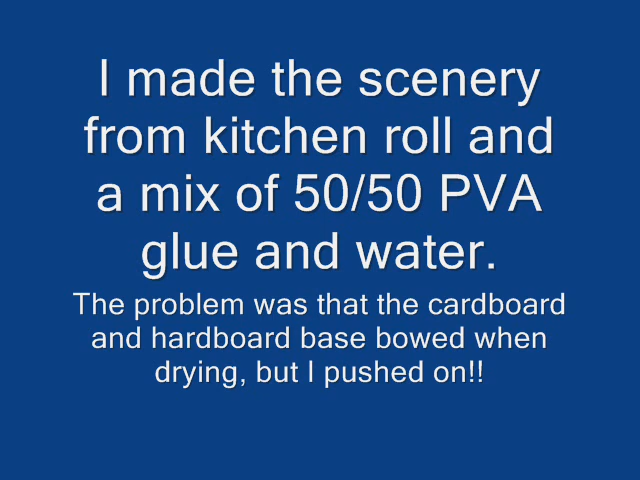 I made the scenery
from kitchen roll and
a mix of 50/50 PVA
glue and water.
The problem was that the cardboard
and hardboard base bowed when
drying, but I pushed on!!